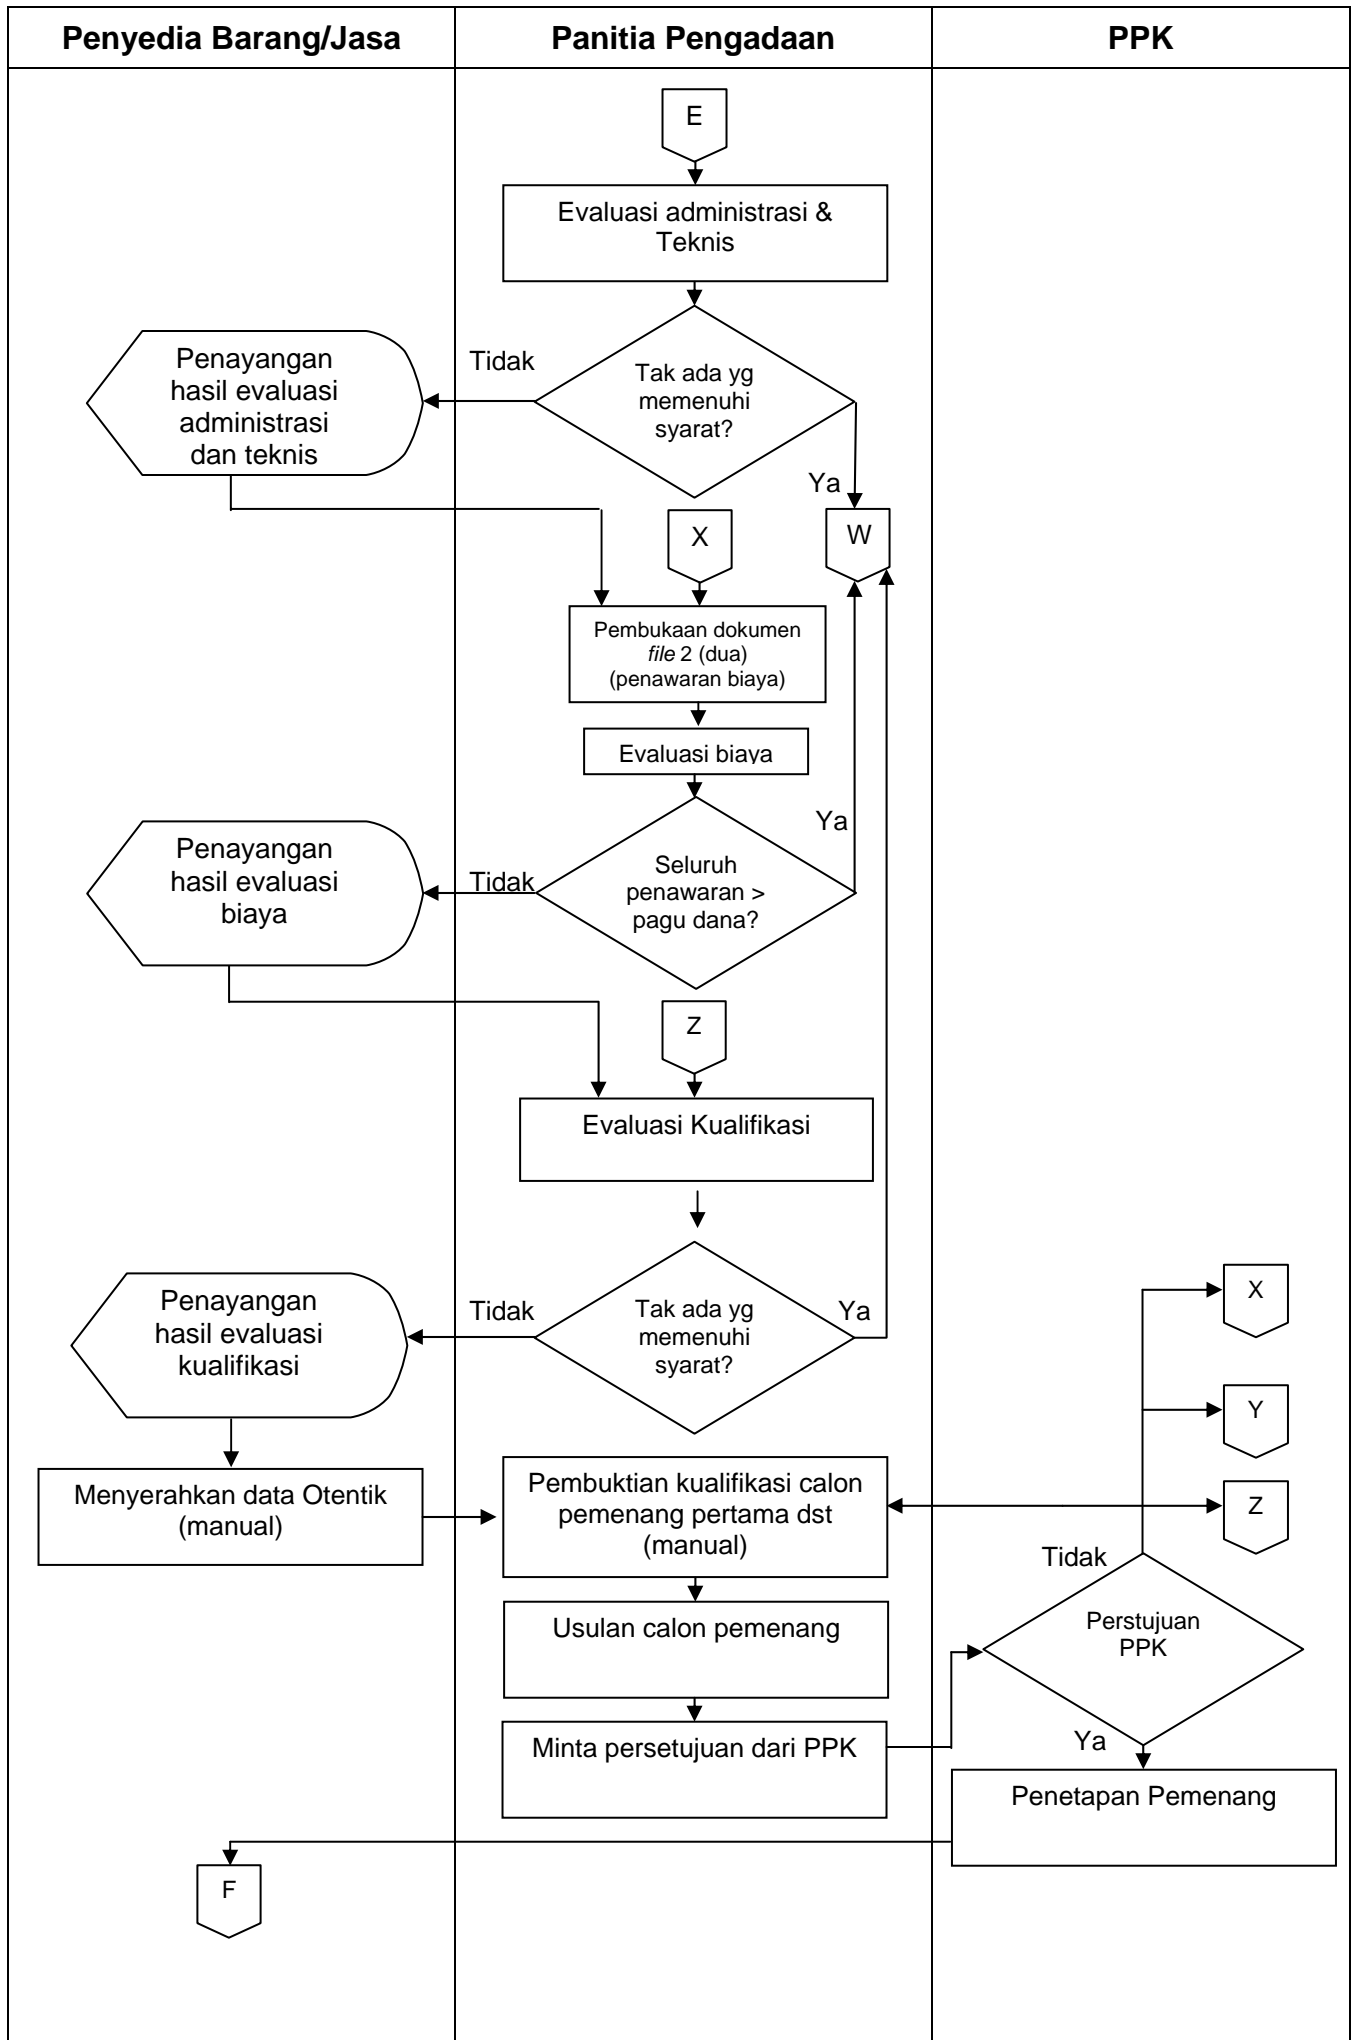 Penyedia Barang/Jasa
Panitia Pengadaan
PPK
E
Evaluasi administrasi &
Teknis
Penayangan
hasil evaluasi
administrasi
dan teknis
Tidak
Tak ada yg
memenuhi
syarat?
Ya
X
W
Pembukaan dokumen
file 2 (dua)
(penawaran biaya)
Evaluasi biaya
Ya
Penayangan
hasil evaluasi
biaya
Tidak
Seluruh
penawaran >
pagu dana?
Z
Evaluasi Kualifikasi
Penayangan
hasil evaluasi
kualifikasi
Tidak
Tak ada yg
memenuhi
syarat?
Ya
X
Y
Menyerahkan data Otentik
(manual)
Pembuktian kualifikasi calon
pemenang pertama dst
(manual)
Z
Tidak
Usulan calon pemenang
Perstujuan
PPK
Minta persetujuan dari PPK
Ya
Penetapan Pemenang
F